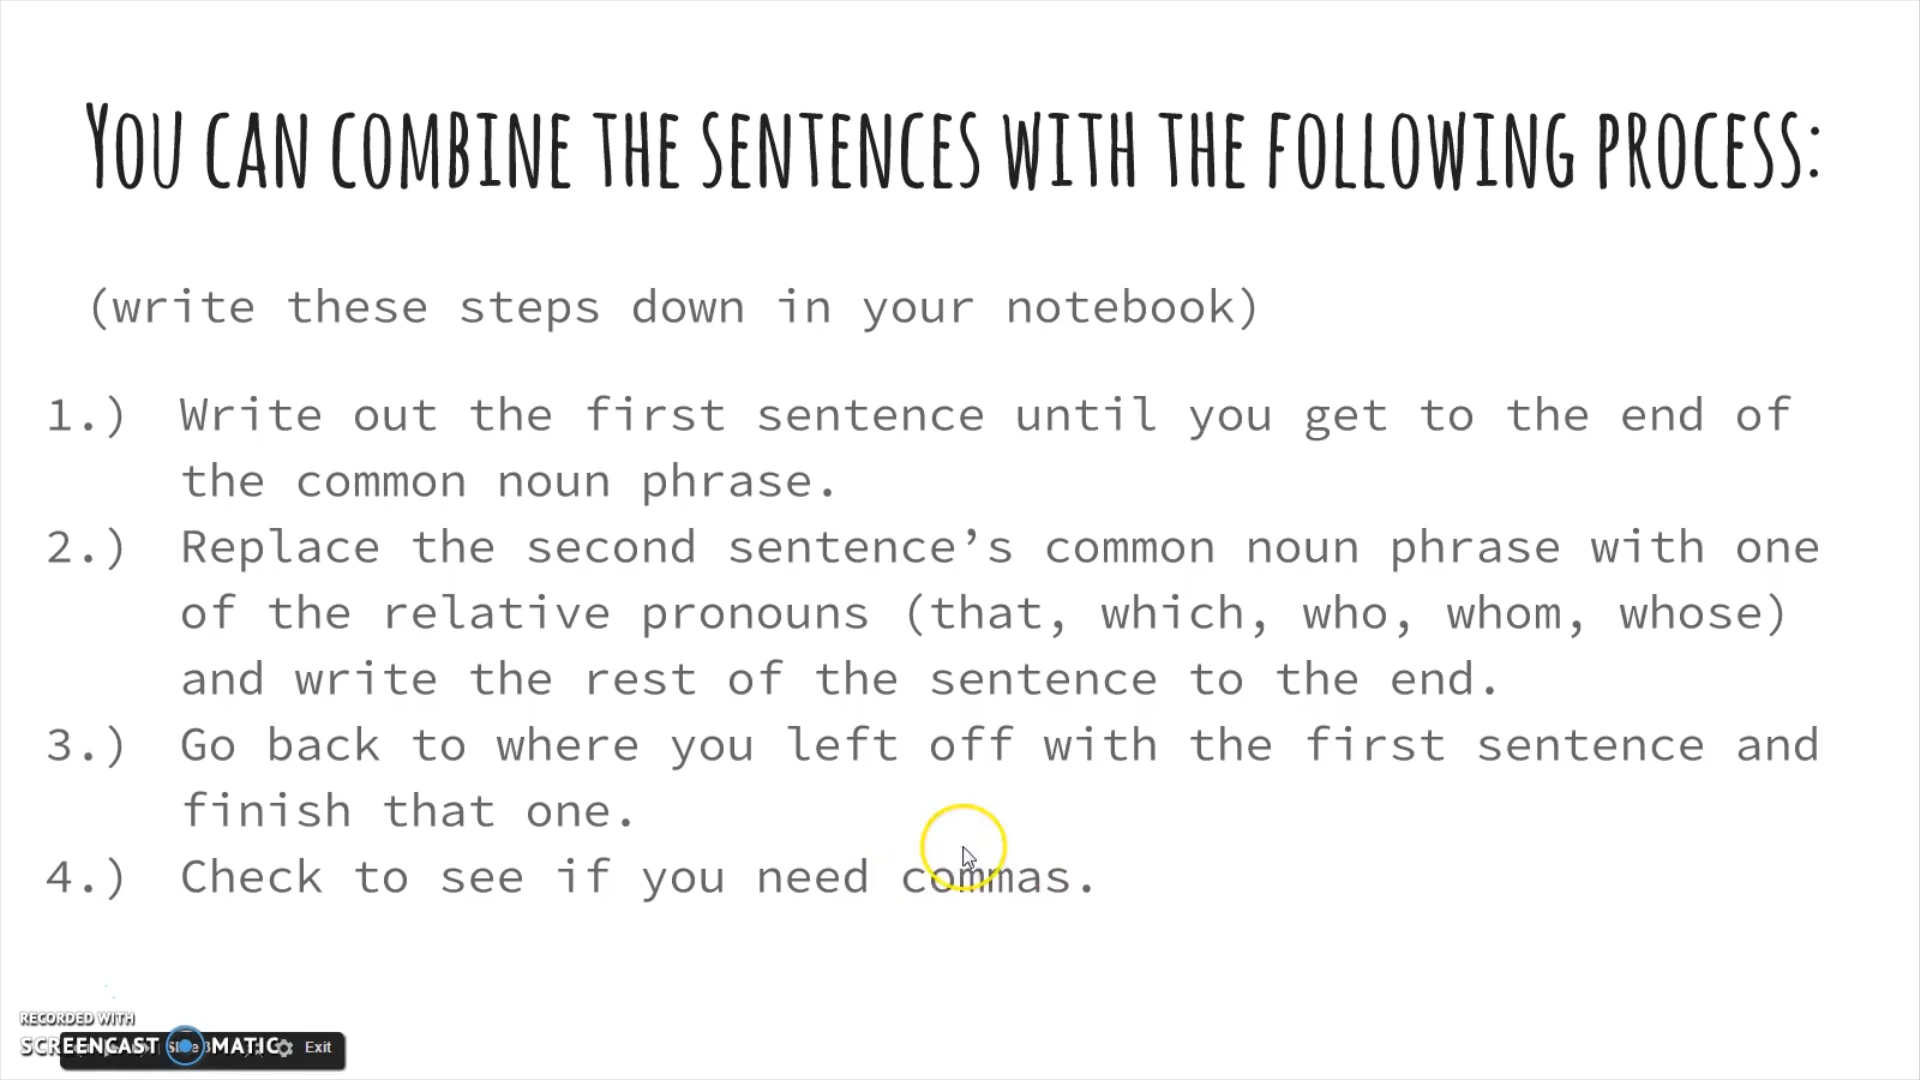 You can combine the sentences with the following process:
(write these steps down in your notebook)
1.) Write out the first sentence until you get to the end of
the common noun phrase.
2.) Replace the second sentence’s common noun phrase with one
of the relative pronouns (that, which, who, whom, whose)
and write the rest of the sentence to the end.
3.) Go back to where you left off with the first sentence and
finish that one.
4.) Check to see if you need commas.
RECORDED WITH
SCREENCAST MATIC Exit